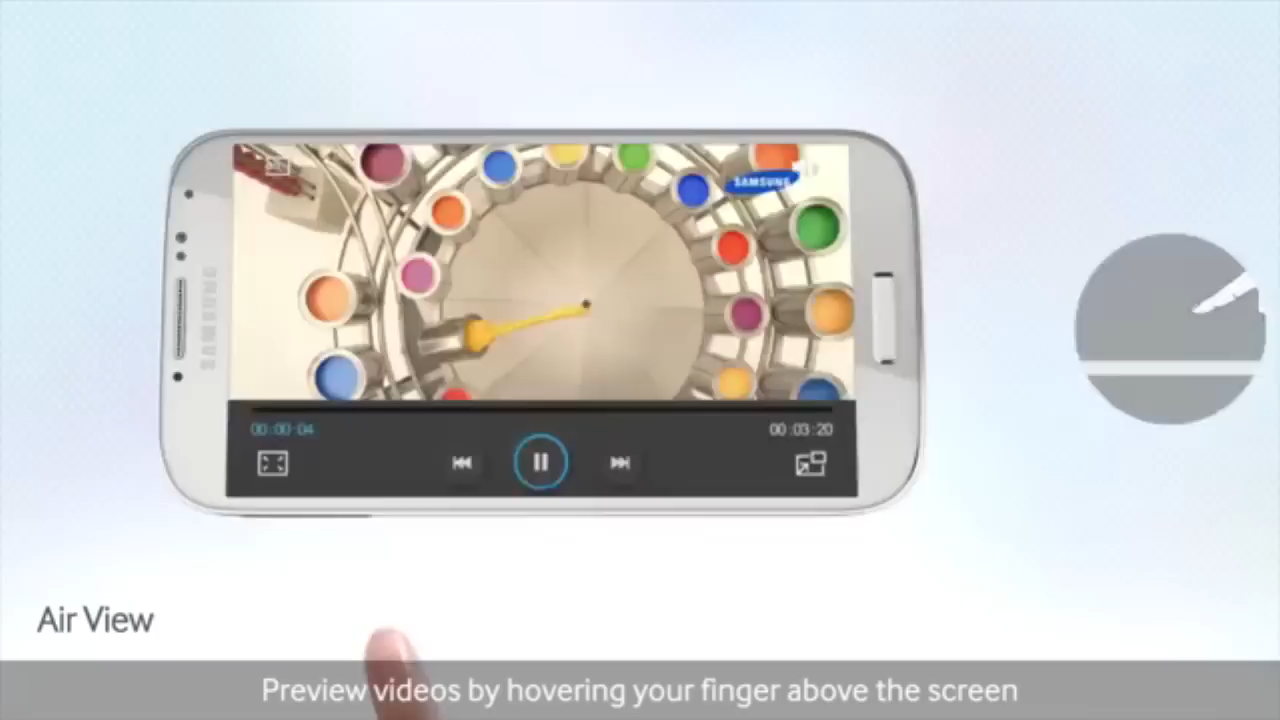 SAMSUNG
SAMSUNG
00:00:04
00:03:20
Air View
Preview videos by hovering your finger above the screen